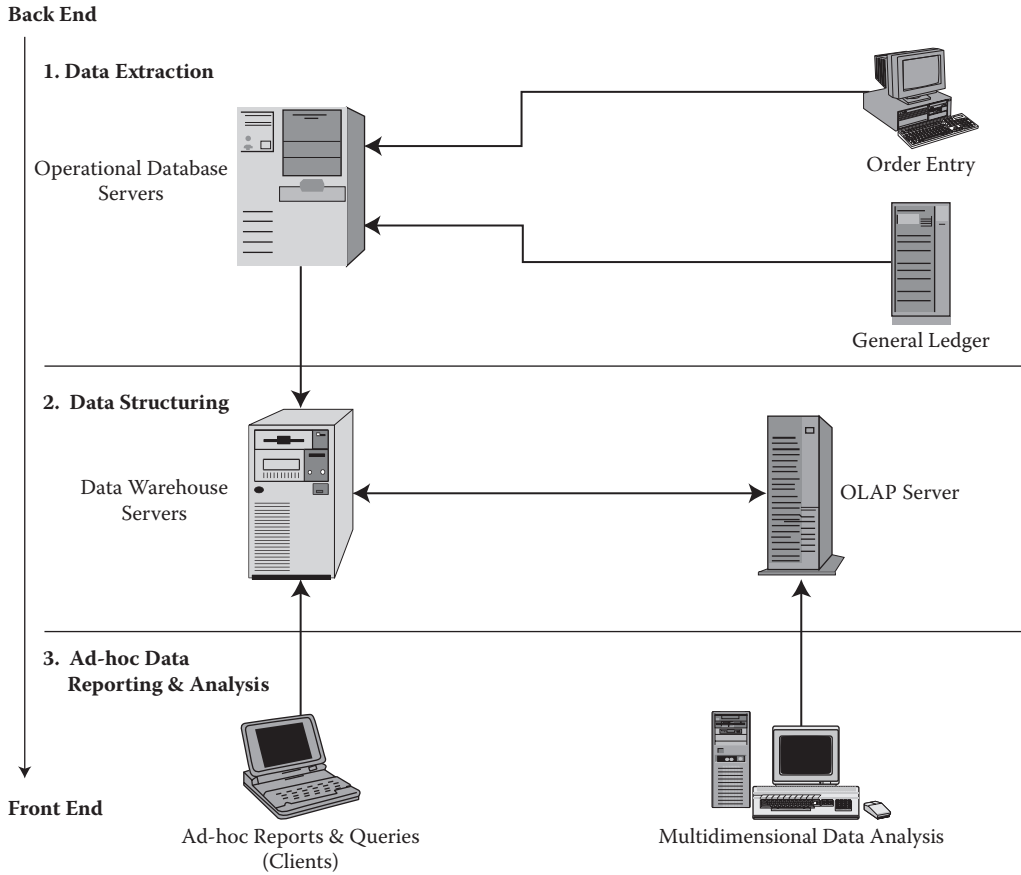 Back End
1. Data Extraction
Operational Database
Servers
Order Entry
General Ledger
2. Data Structuring
Data Warehouse
Servers
OLAP Server
3. Ad-hoc Data
Reporting & Analysis
Front End
Ad-hoc Reports & Queries
(Clients)
Multidimensional Data Analysis